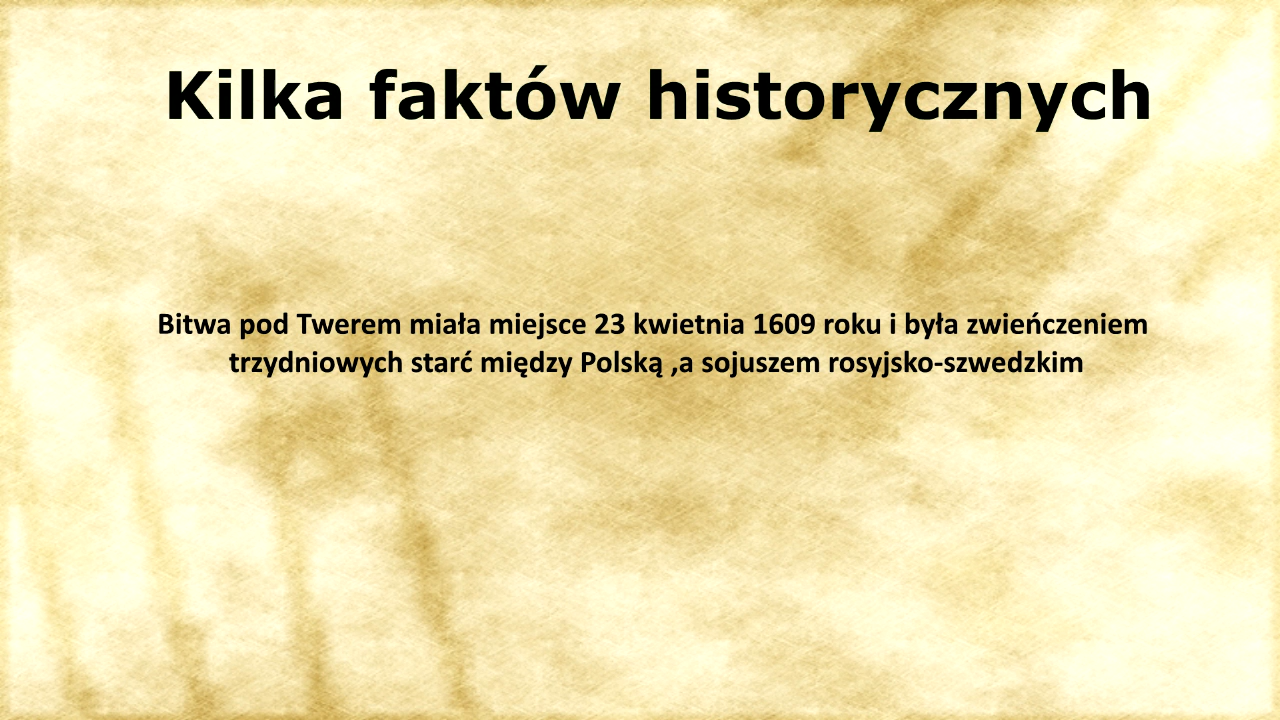 Kilka faktów historycznych
Bitwa pod Twerem miała miejsce 23 kwietnia 1609 roku i była zwieńczeniem
trzydniowych starć między Polską ,a sojuszem rosyjsko-szwedzkim